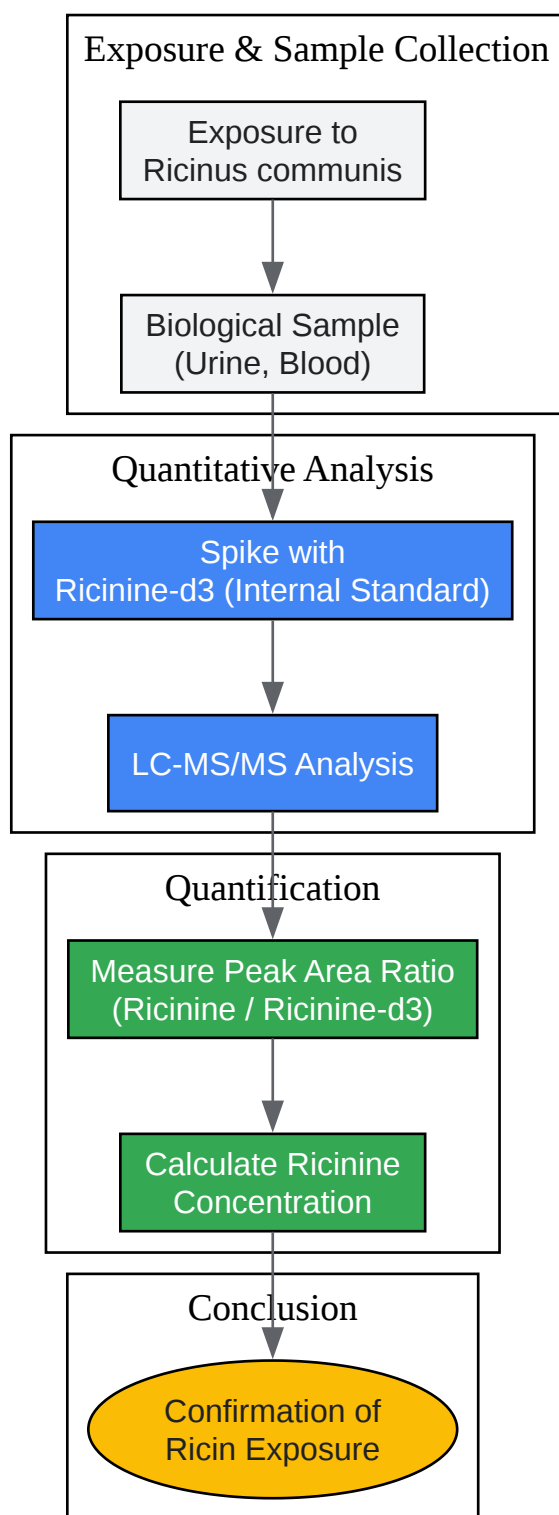 Exposure & Sample Collection
Exposure to
Ricinus communis
Biological Sample
(Urine, Blood)
Quantitative Analysis
Spike with
Ricinine-d3 (Internal Standard)
LC-MS/MS Analysis
Quantification
Measure Peak Area Ratio
(Ricinine / Ricinine-d3)
Calculate Ricinine
Concentration
Conclusion
Confirmation of
Ricin Exposure